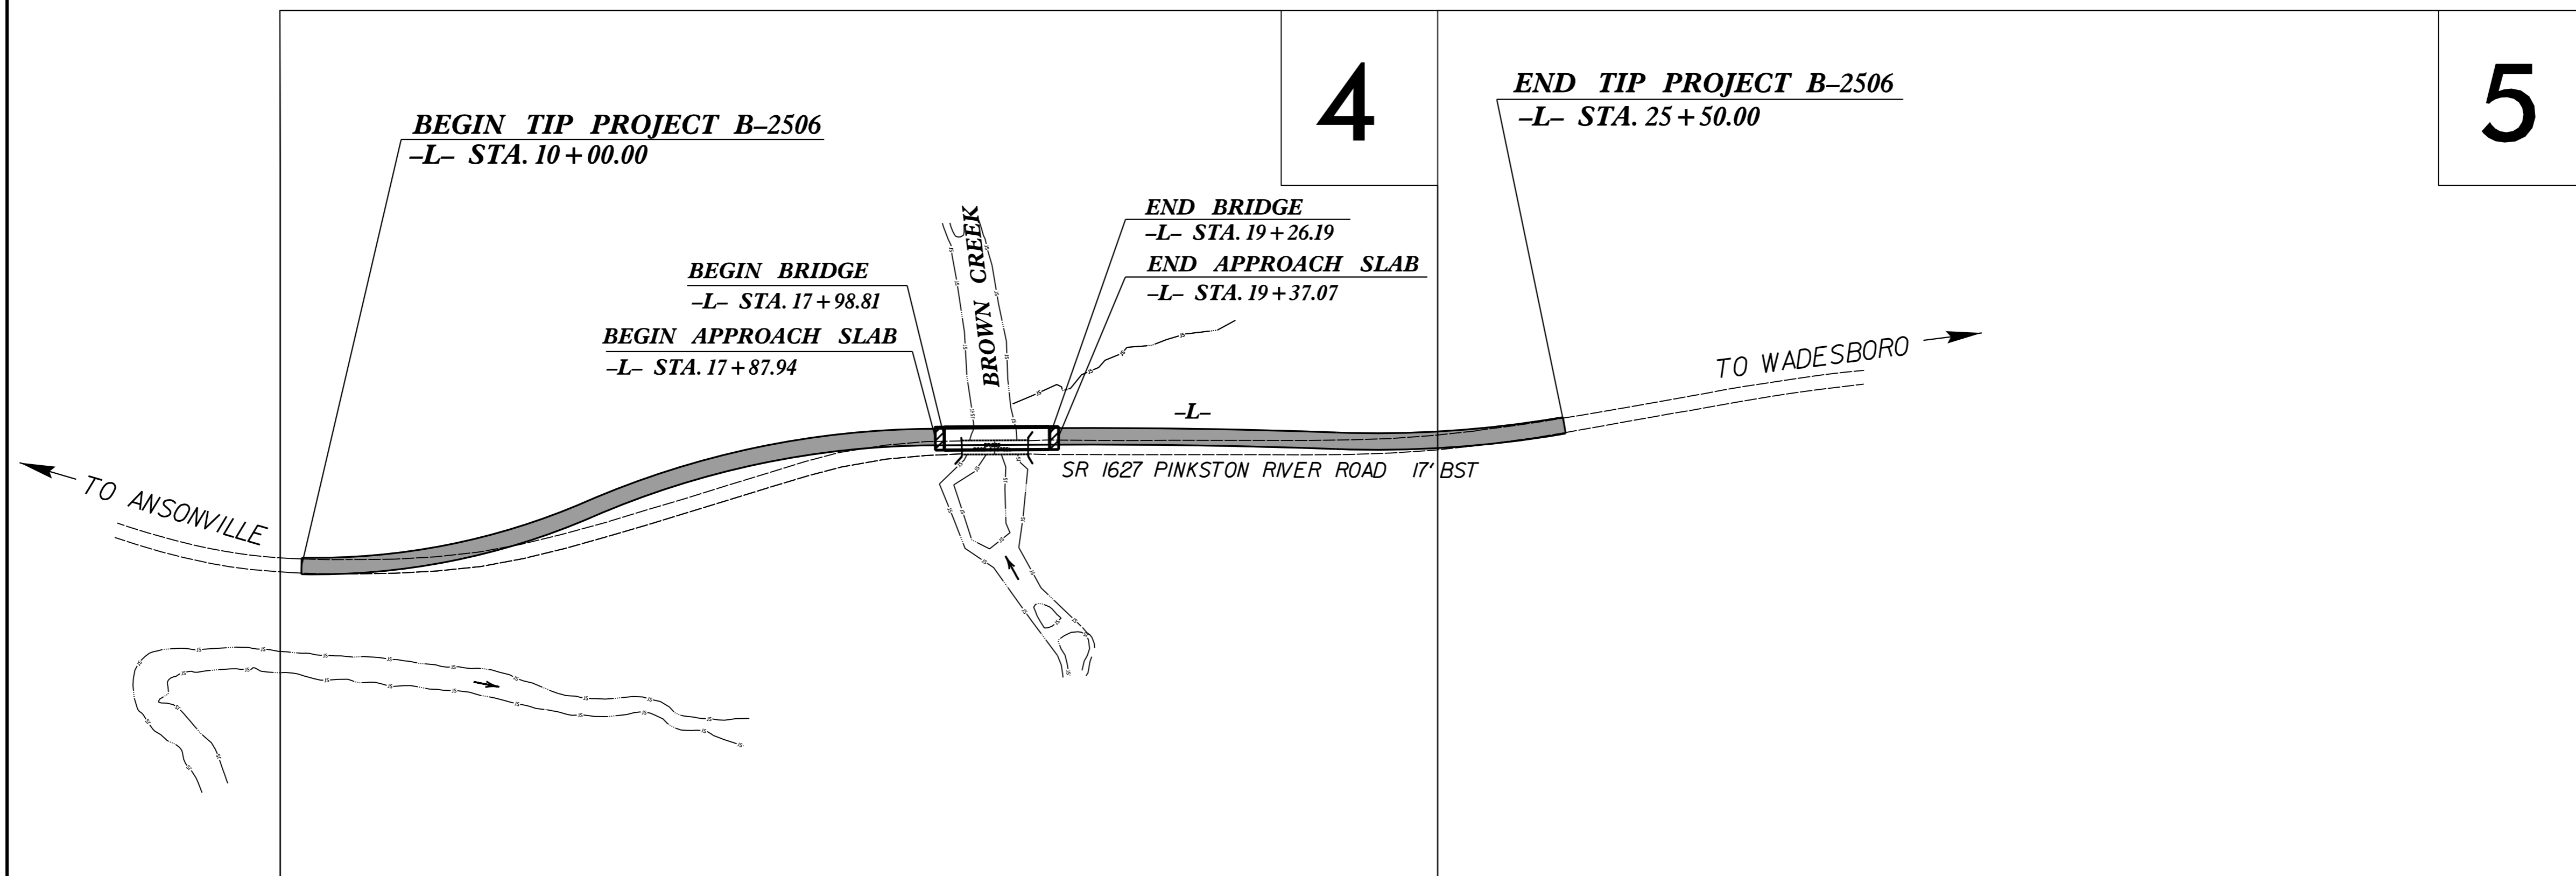 4
5
BEGIN TIP PROJECT B–2506
–L– STA. 10+00.00
END TIP PROJECT B–2506
–L– STA. 25+50.00
END BRIDGE
–L– STA. 19+26.19
END APPROACH SLAB
–L– STA. 19+37.07
BEGIN BRIDGE
–L– STA. 17+98.81
BEGIN APPROACH SLAB
–L– STA. 17+87.94
BROWN CREEK
TO WADESBORO
–L–
SR 1627 PINKSTON RIVER ROAD 17' BST
TO ANSONVILLE